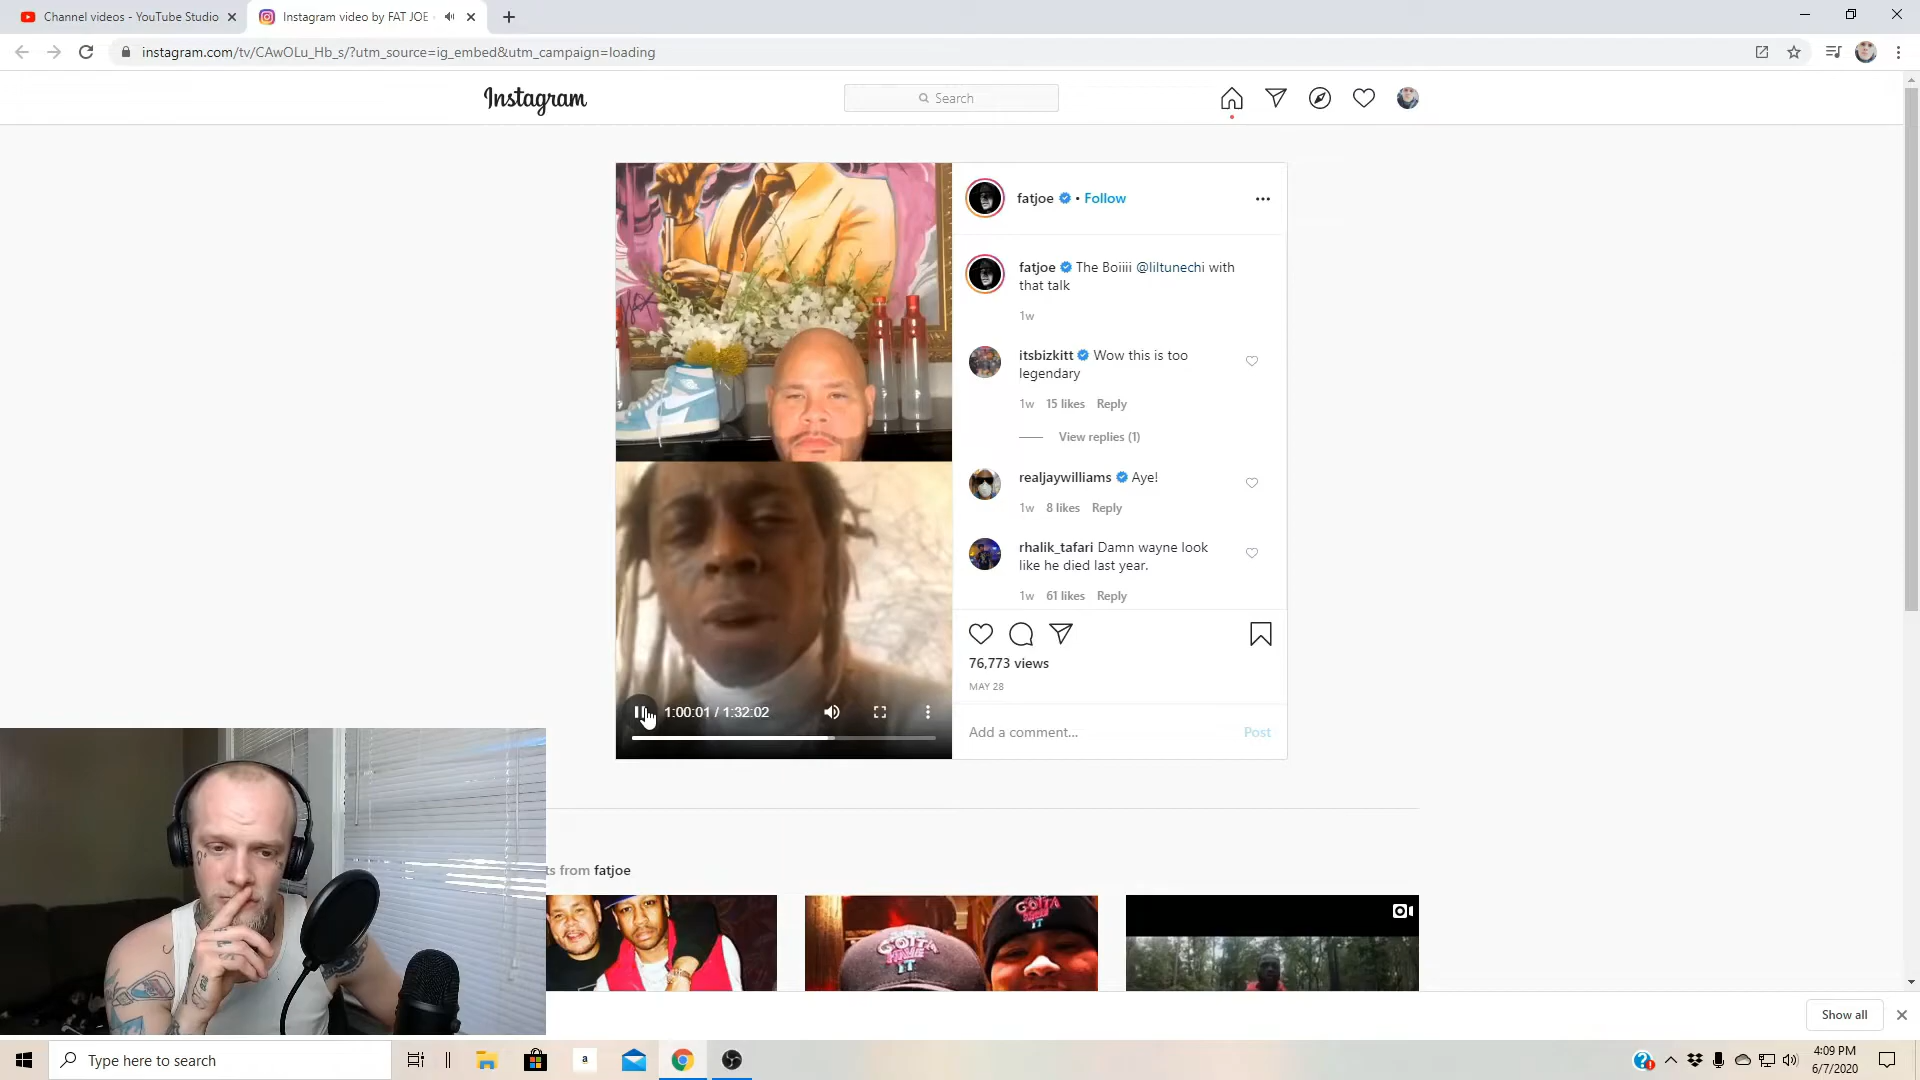 Channel videos - YouTube Studio
Instagram video by FAT JOE
instagram.com/tv/CAwOLu_Hb_s/?utm_source=ig_embed&utm_campaign=loading
Instagram
Search
fatjoe • Follow
fatjoe The Boiiii @liltunechi with
that talk
1w
itsbizkitt Wow this is too
legendary
1w 15 likes Reply
View replies (1)
realjaywilliams Aye!
1w 8 likes Reply
rhalik_tafari Damn wayne look
like he died last year.
1w 61 likes Reply
76,773 views
MAY 28
1:00:01 / 1:32:02
Add a comment...
Post
ts from fatjoe
GOTTA
IT
GOTTA
IT
Show all
Type here to search
a
4:09 PM
6/7/2020